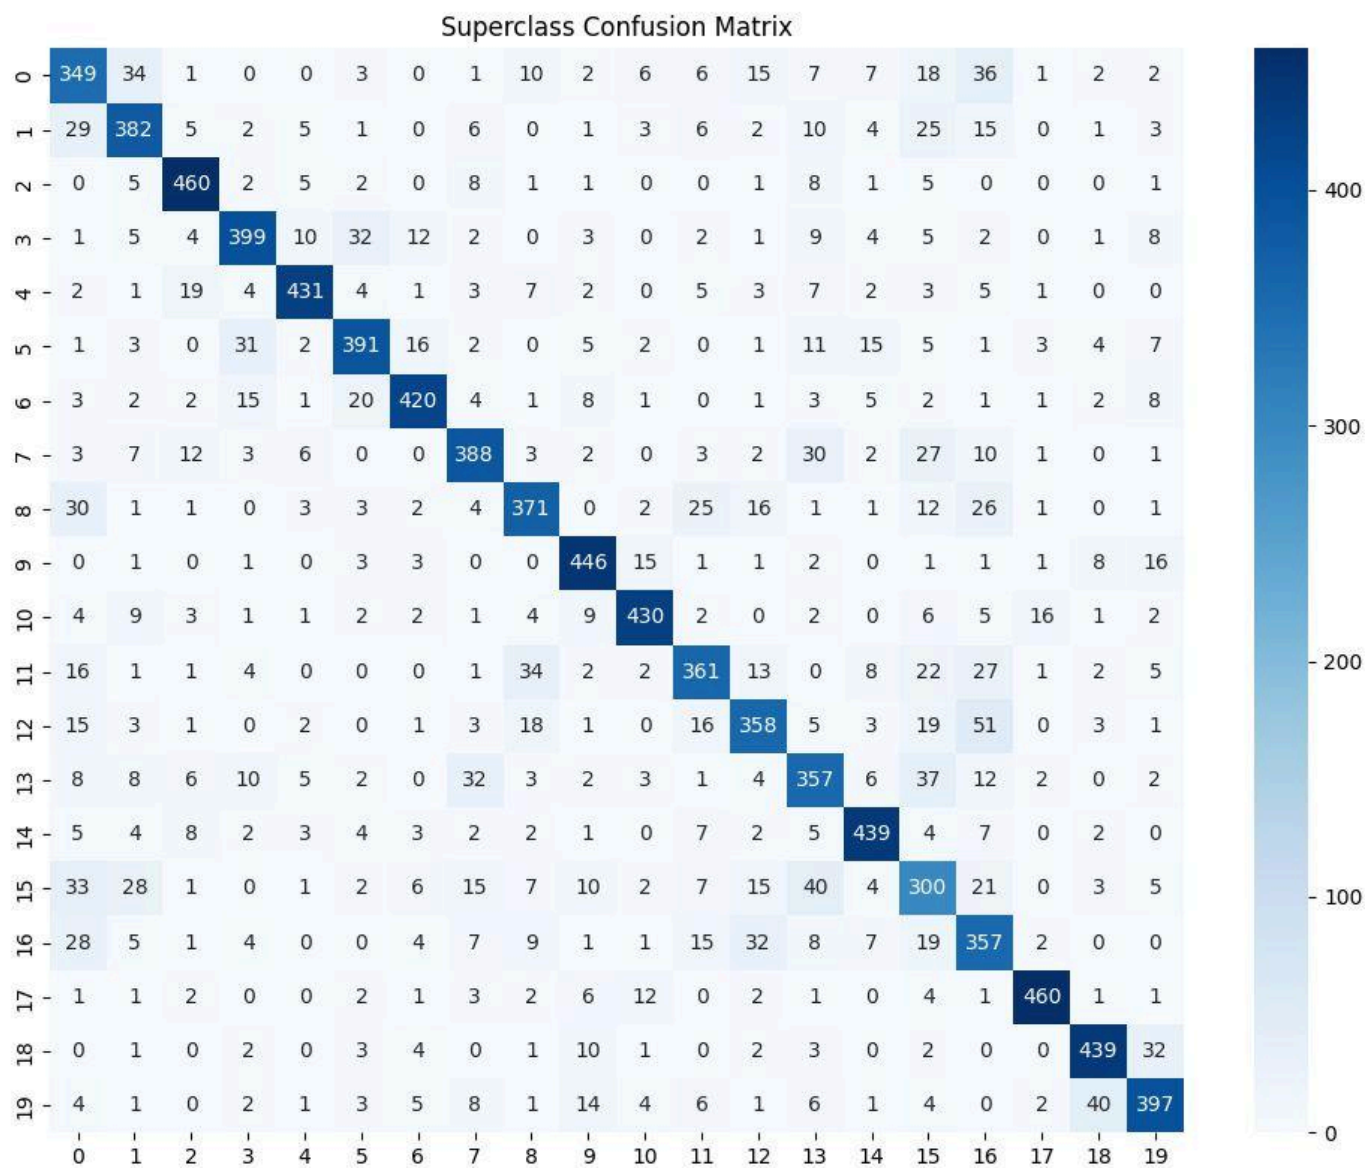 Superclass Confusion Matrix
0 349 34 1 0 0 3 0 1 10 2 6 6 15 7 7 18 36 1 2 2
1 29 382 5 2 5 1 0 6 0 1 3 6 2 10 4 25 15 0 1 3
2 0 5 460 2 5 2 0 8 1 1 0 0 1 8 1 5 0 0 0 1
3 1 5 4 399 10 32 12 2 0 3 0 2 1 9 4 5 2 0 1 8
4 2 1 19 4 431 4 1 3 7 2 0 5 3 7 2 3 5 1 0 0
5 1 3 0 31 2 391 16 2 0 5 2 0 1 11 15 5 1 3 4 7
6 3 2 2 15 1 20 420 4 1 8 1 0 1 3 5 2 1 1 2 8
7 3 7 12 3 6 0 0 388 3 2 0 3 2 30 2 27 10 1 0 1
8 30 1 1 0 3 3 2 4 371 0 2 25 16 1 1 12 26 1 0 1
9 0 1 0 1 0 3 3 0 0 446 15 1 1 2 0 1 1 1 8 16
10 4 9 3 1 1 2 2 1 4 9 430 2 0 2 0 6 5 16 1 2
11 16 1 1 4 0 0 0 1 34 2 2 361 13 0 8 22 27 1 2 5
12 15 3 1 0 2 0 1 3 18 1 0 16 358 5 3 19 51 0 3 1
13 8 8 6 10 5 2 0 32 3 2 3 1 4 357 6 37 12 2 0 2
14 5 4 8 2 3 4 3 2 2 1 0 7 2 5 439 4 7 0 2 0
15 33 28 1 0 1 2 6 15 7 10 2 7 15 40 4 300 21 0 3 5
16 28 5 1 4 0 0 4 7 9 1 1 15 32 8 7 19 357 2 0 0
17 1 1 2 0 0 2 1 3 2 6 12 0 2 1 0 4 1 460 1 1
18 0 1 0 2 0 3 4 0 1 10 1 0 2 3 0 2 0 0 439 32
19 4 1 0 2 1 3 5 8 1 14 4 6 1 6 1 4 0 2 40 397
0 1 2 3 4 5 6 7 8 9 10 11 12 13 14 15 16 17 18 19
400
300
200
100
0